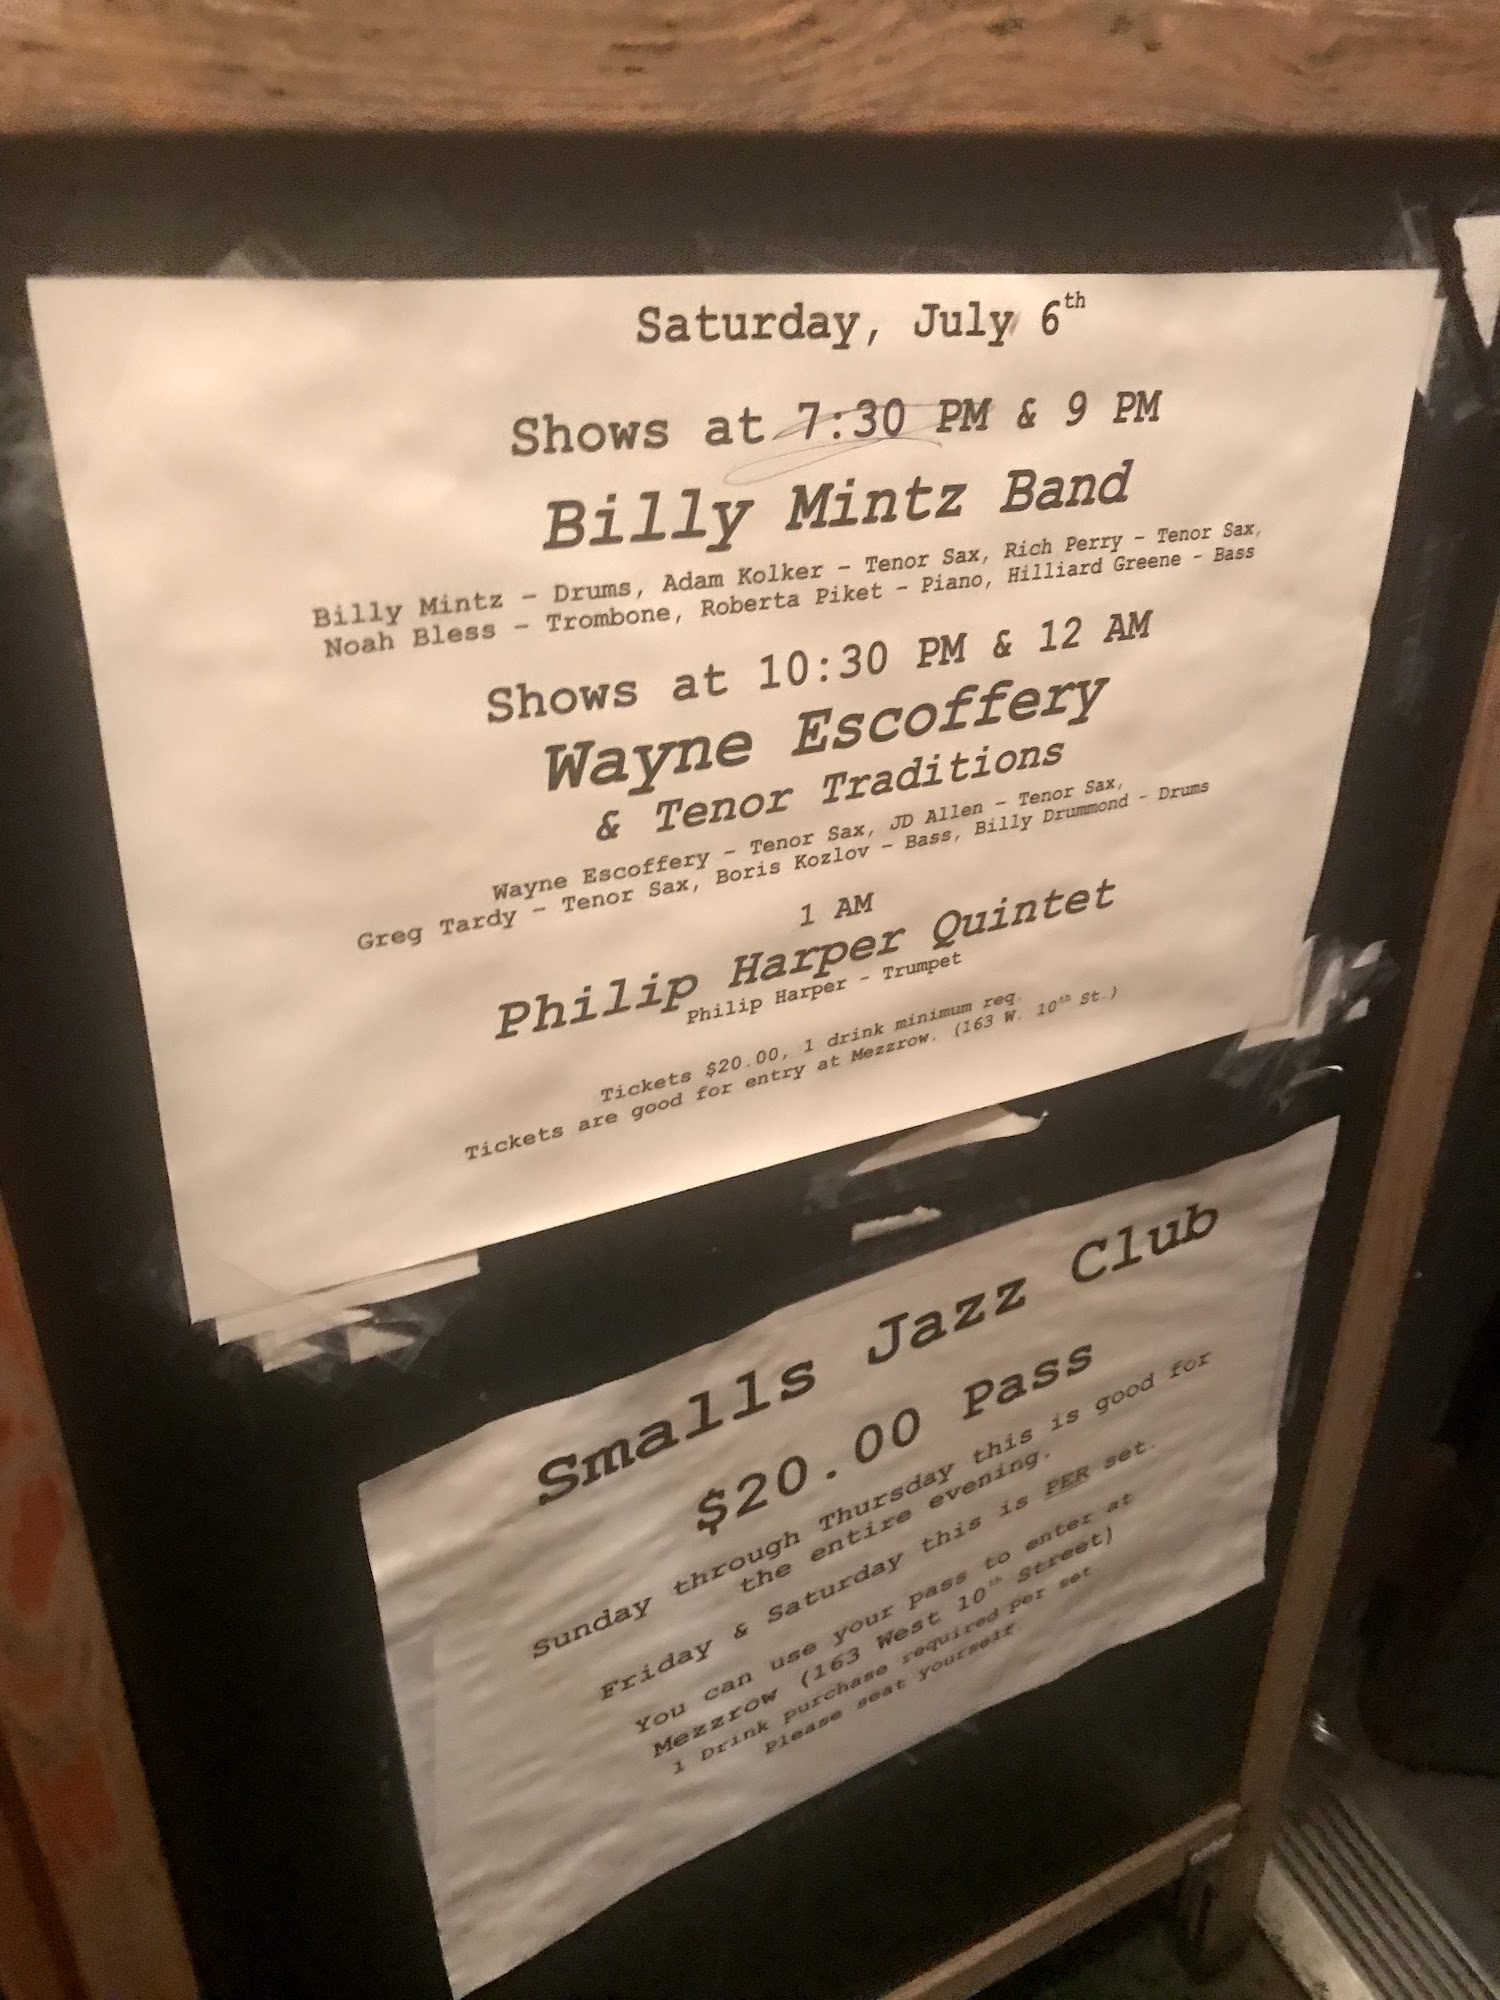 Saturday, July 6th
Shows at 7:30 PM & 9 PM
Billy Mintz Band
Billy Mintz - Drums, Adam Kolker - Tenor Sax, Rich Perry - Tenor Sax,
Noah Bless - Trombone, Roberta Piket - Piano, Hilliard Greene - Bass
Shows at 10:30 PM & 12 AM
Wayne Escoffery
& Tenor Traditions
Wayne Escoffery - Tenor Sax, JD Allen - Tenor Sax,
Greg Tardy - Tenor Sax, Boris Kozlov - Bass, Billy Drummond - Drums
1 AM
Philip Harper Quintet
Philip Harper - Trumpet
Tickets $20.00, 1 drink minimum req.
Tickets are good for entry at Mezzrow. (163 W. 10th St.)
Smalls Jazz Club
$20.00 Pass
Sunday through Thursday this is good for
the entire evening.
Friday & Saturday this is PER set.
You can use your pass to enter at
Mezzrow (163 West 10th Street)
1 Drink purchase required per set
Please seat yourself